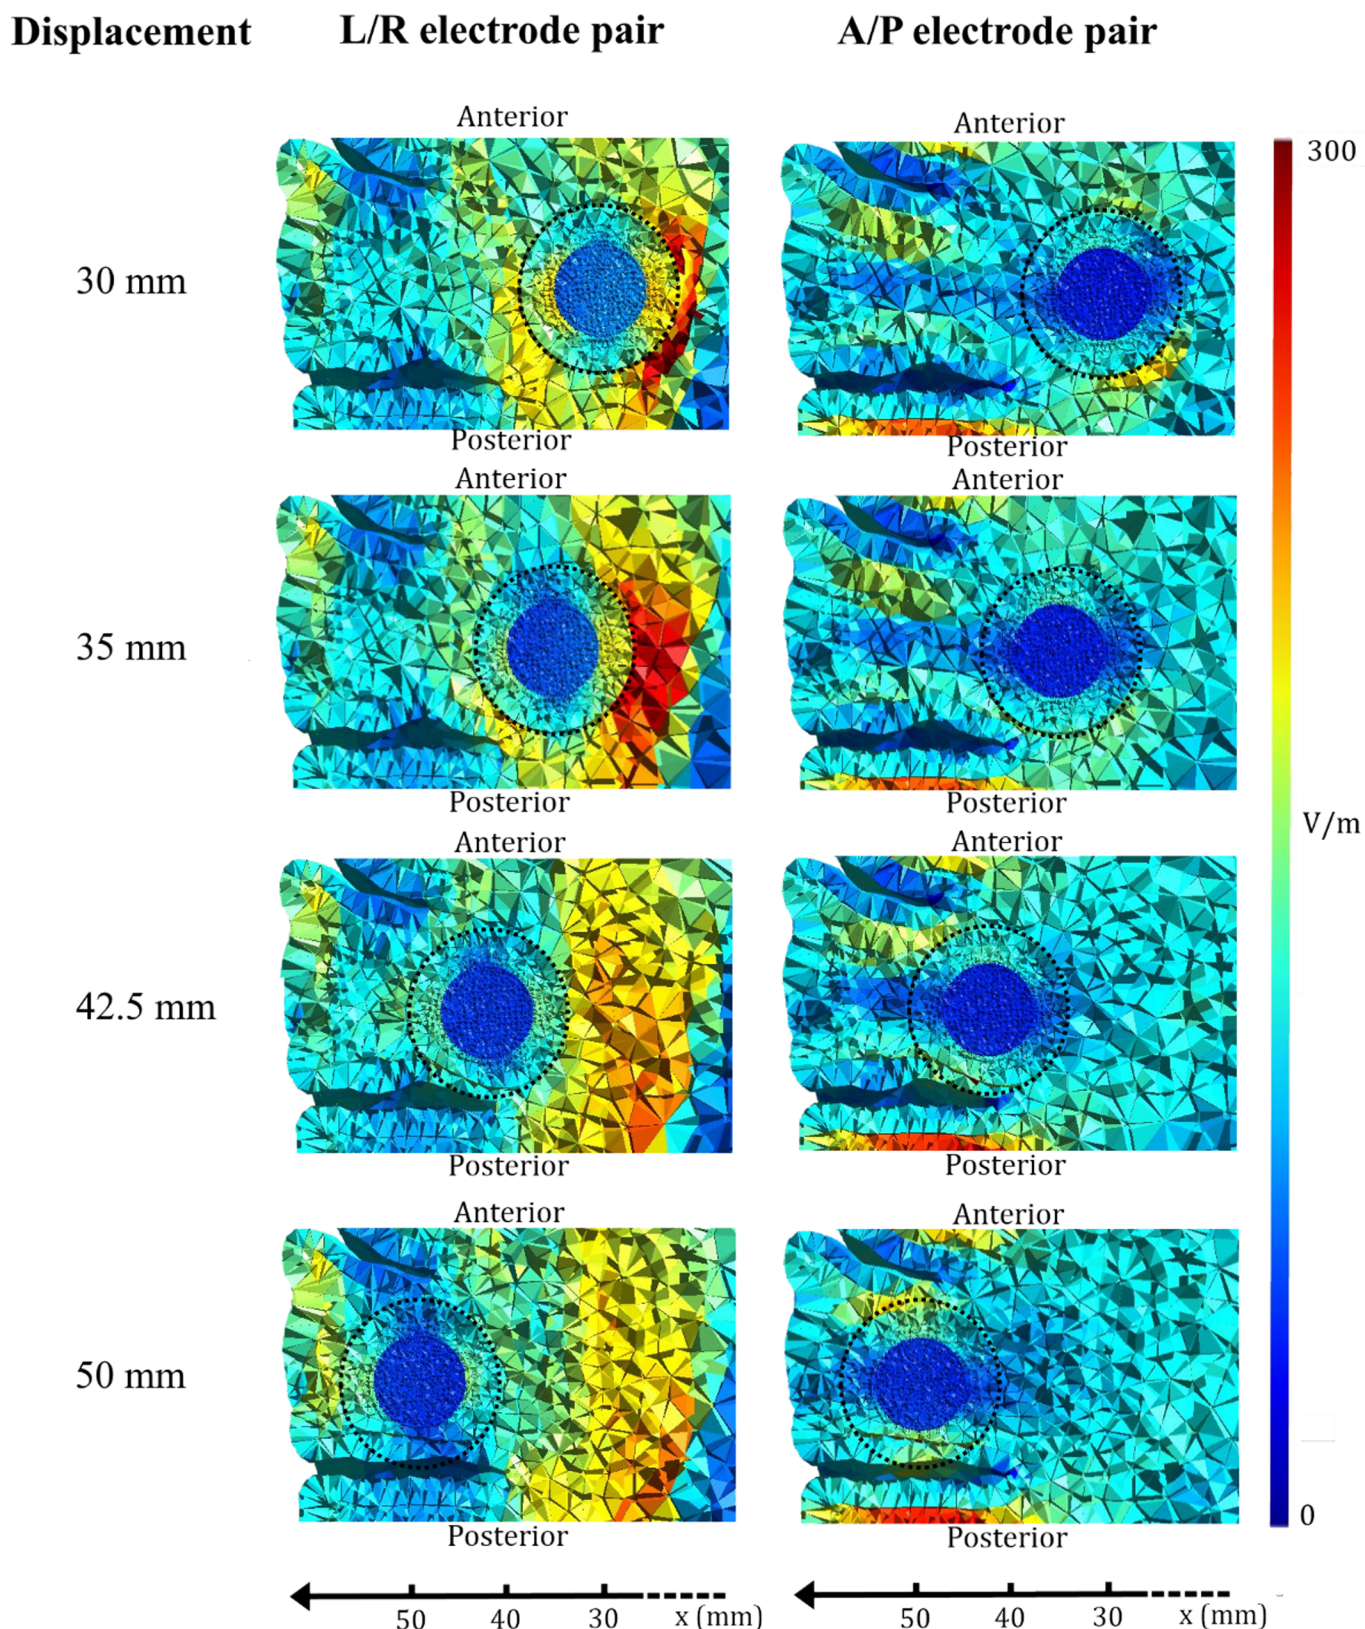 Displacement L/R electrode pair A/P electrode pair
Anterior Anterior
300
30 mm
Posterior Posterior
Anterior Anterior
35 mm
Posterior Posterior
V/m
Anterior Anterior
42.5 mm
Posterior Posterior
Anterior Anterior
50 mm
0
Posterior Posterior
50 40 30 x (mm) 50 40 30 x (mm)